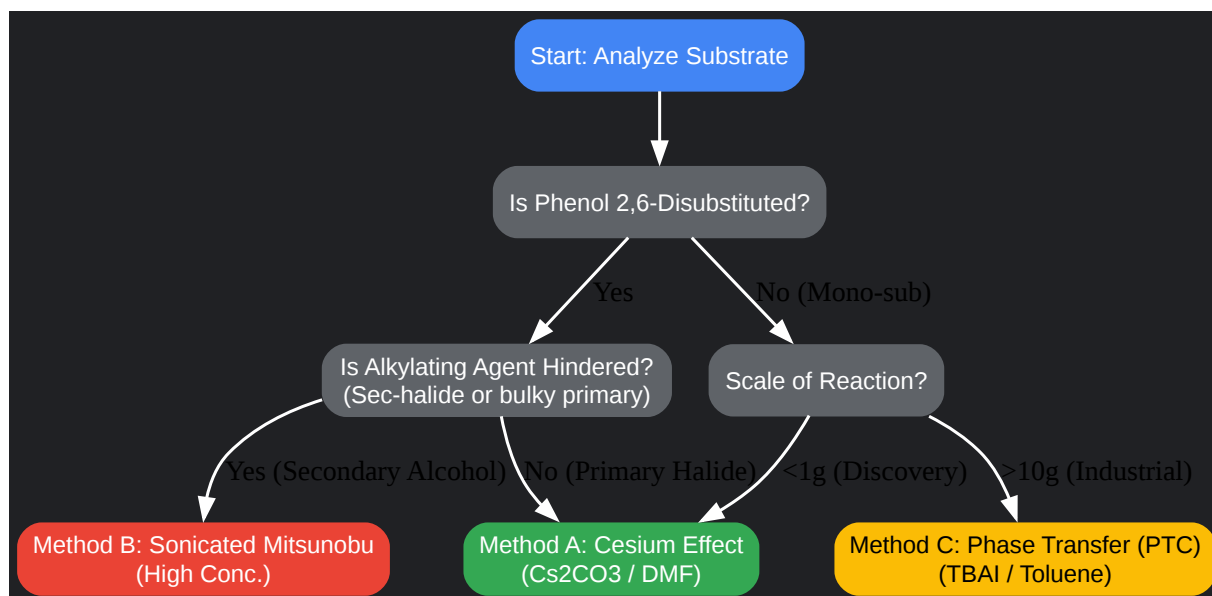 Start: Analyze Substrate
Is Phenol 2,6-Disubstituted?
Yes
No (Mono-sub)
Is Alkylating Agent Hindered?
(Sec-halide or bulky primary)
Scale of Reaction?
Yes (Secondary Alcohol)
No (Primary Halide)
<1g (Discovery)
>10g (Industrial)
Method B: Sonicated Mitsunobu
(High Conc.)
Method A: Cesium Effect
(Cs2CO3 / DMF)
Method C: Phase Transfer (PTC)
(TBAI / Toluene)